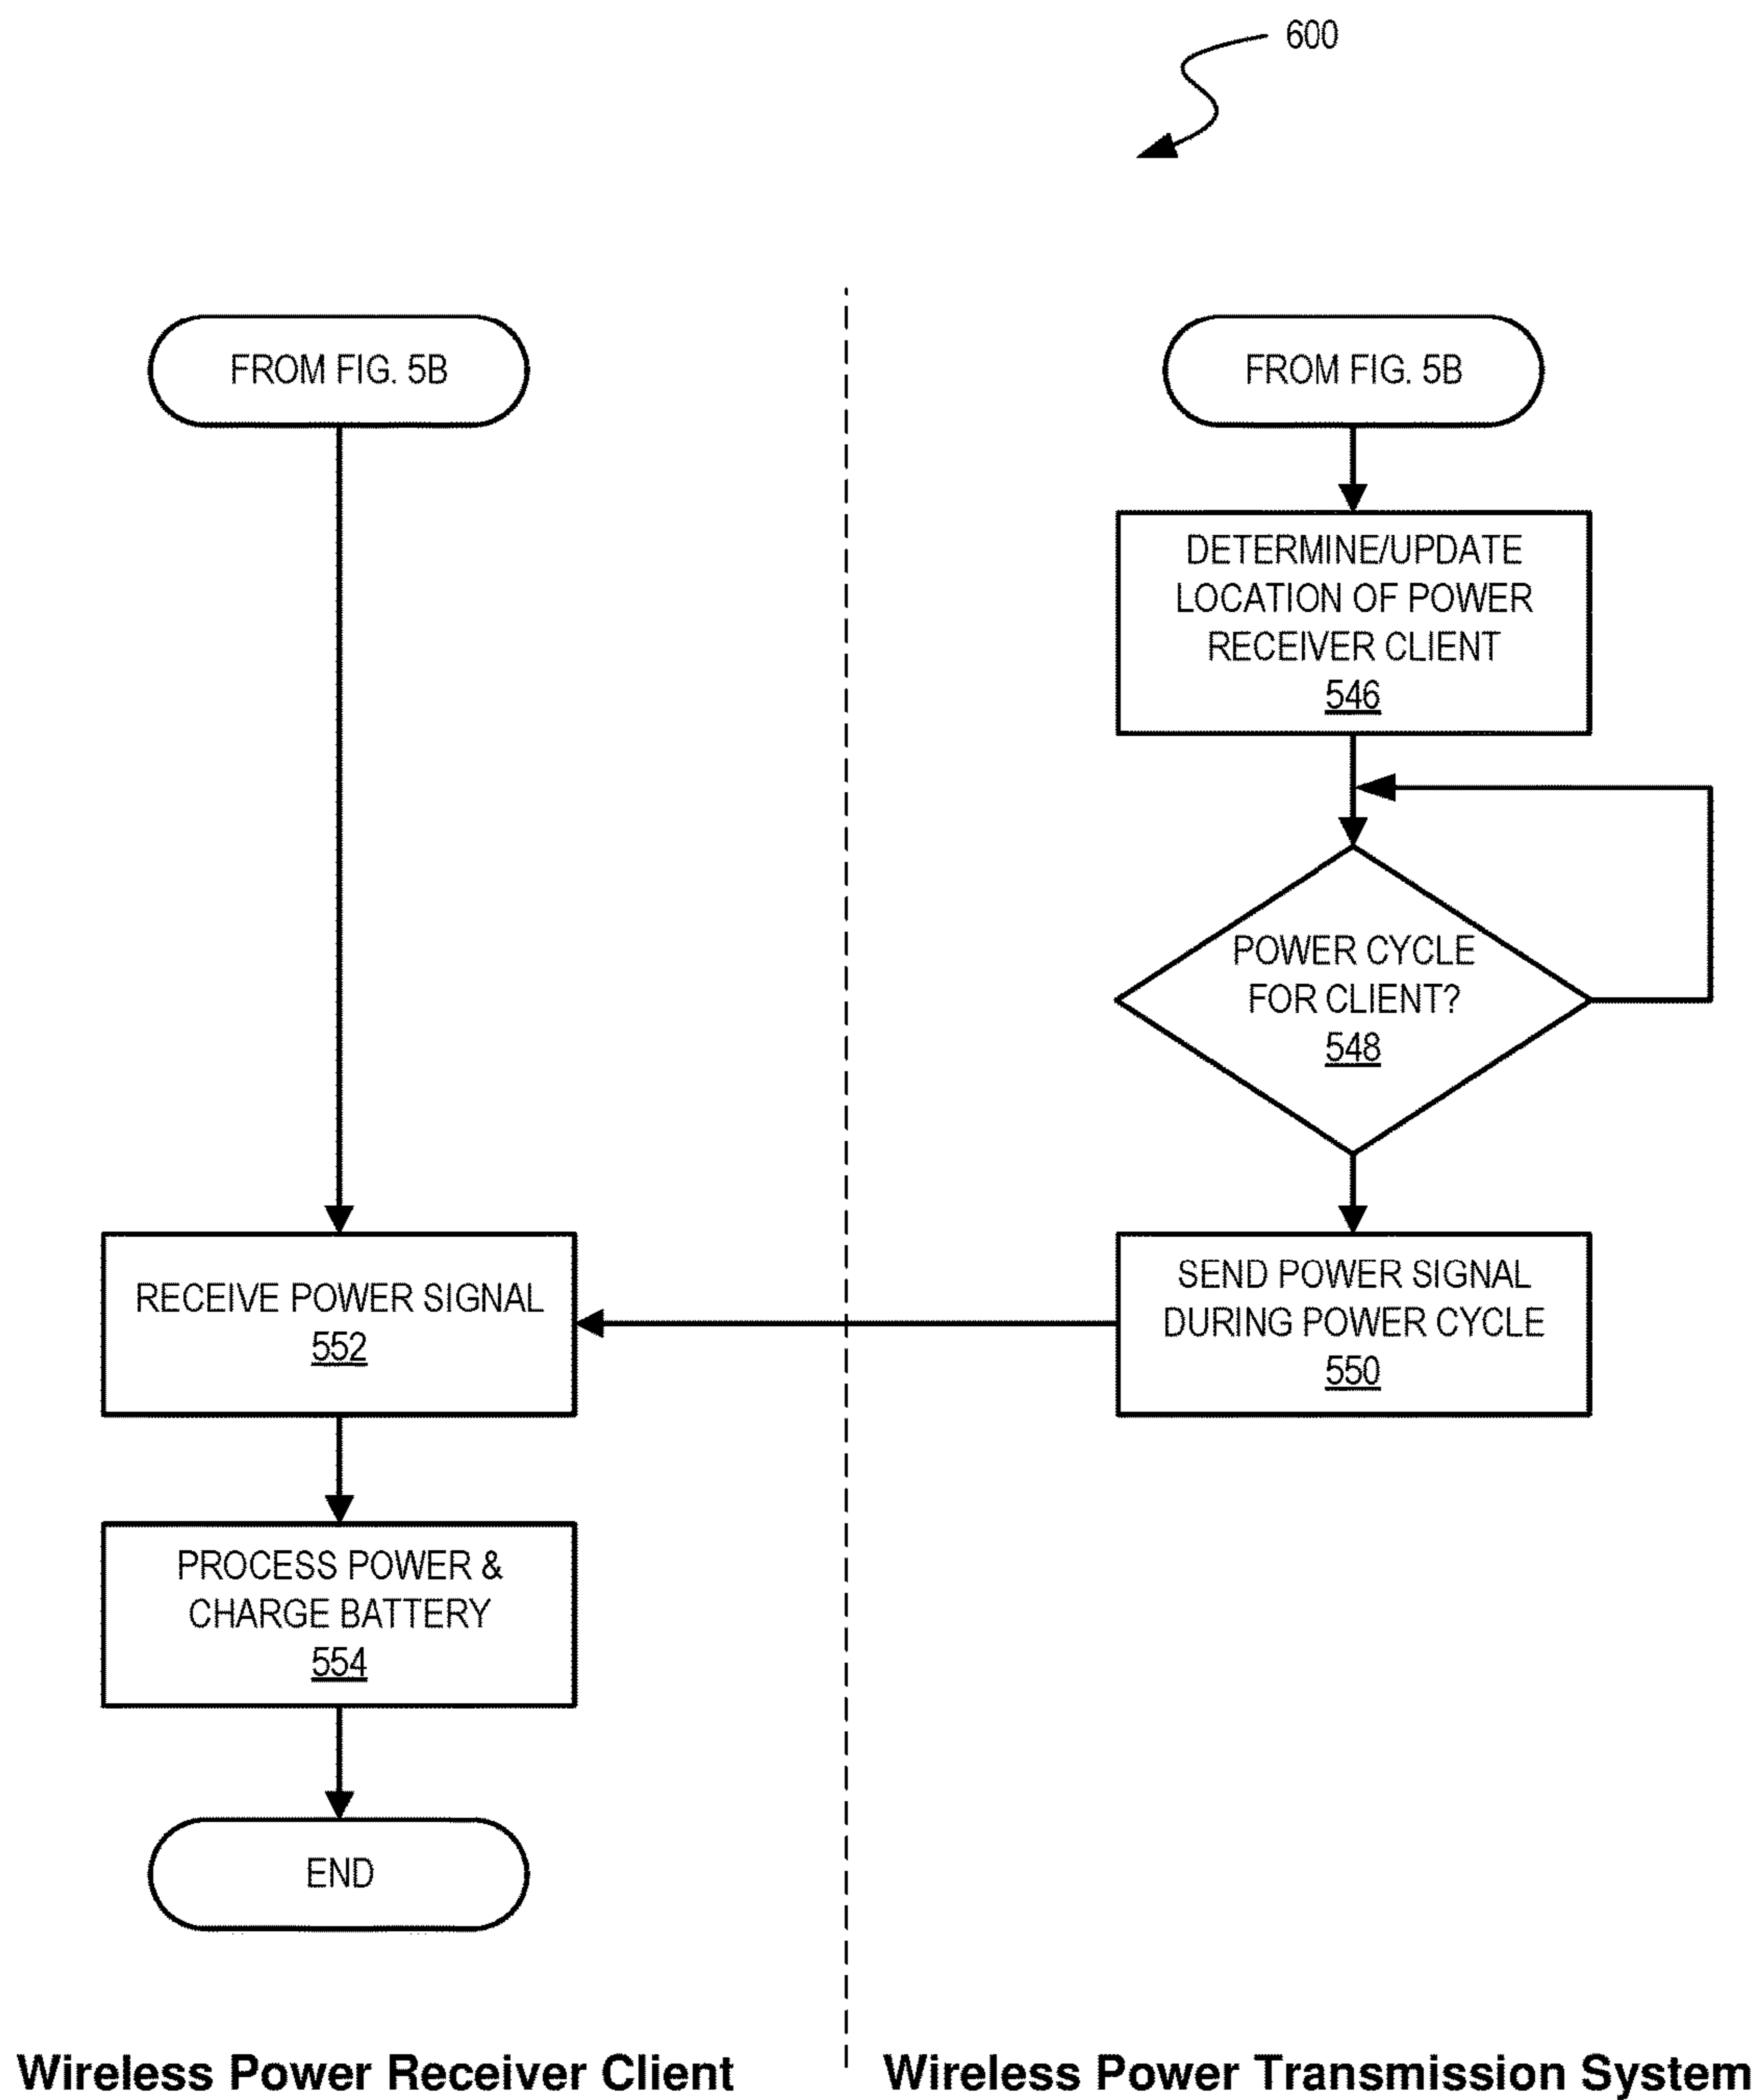 600
FROM FIG. 5B
FROM FIG. 5B
DETERMINE/UPDATE
LOCATION OF POWER
RECEIVER CLIENT
546
POWER CYCLE
FOR CLIENT?
548
RECEIVE POWER SIGNAL
552
SEND POWER SIGNAL
DURING POWER CYCLE
550
PROCESS POWER &
CHARGE BATTERY
554
END
Wireless Power Receiver Client
Wireless Power Transmission System